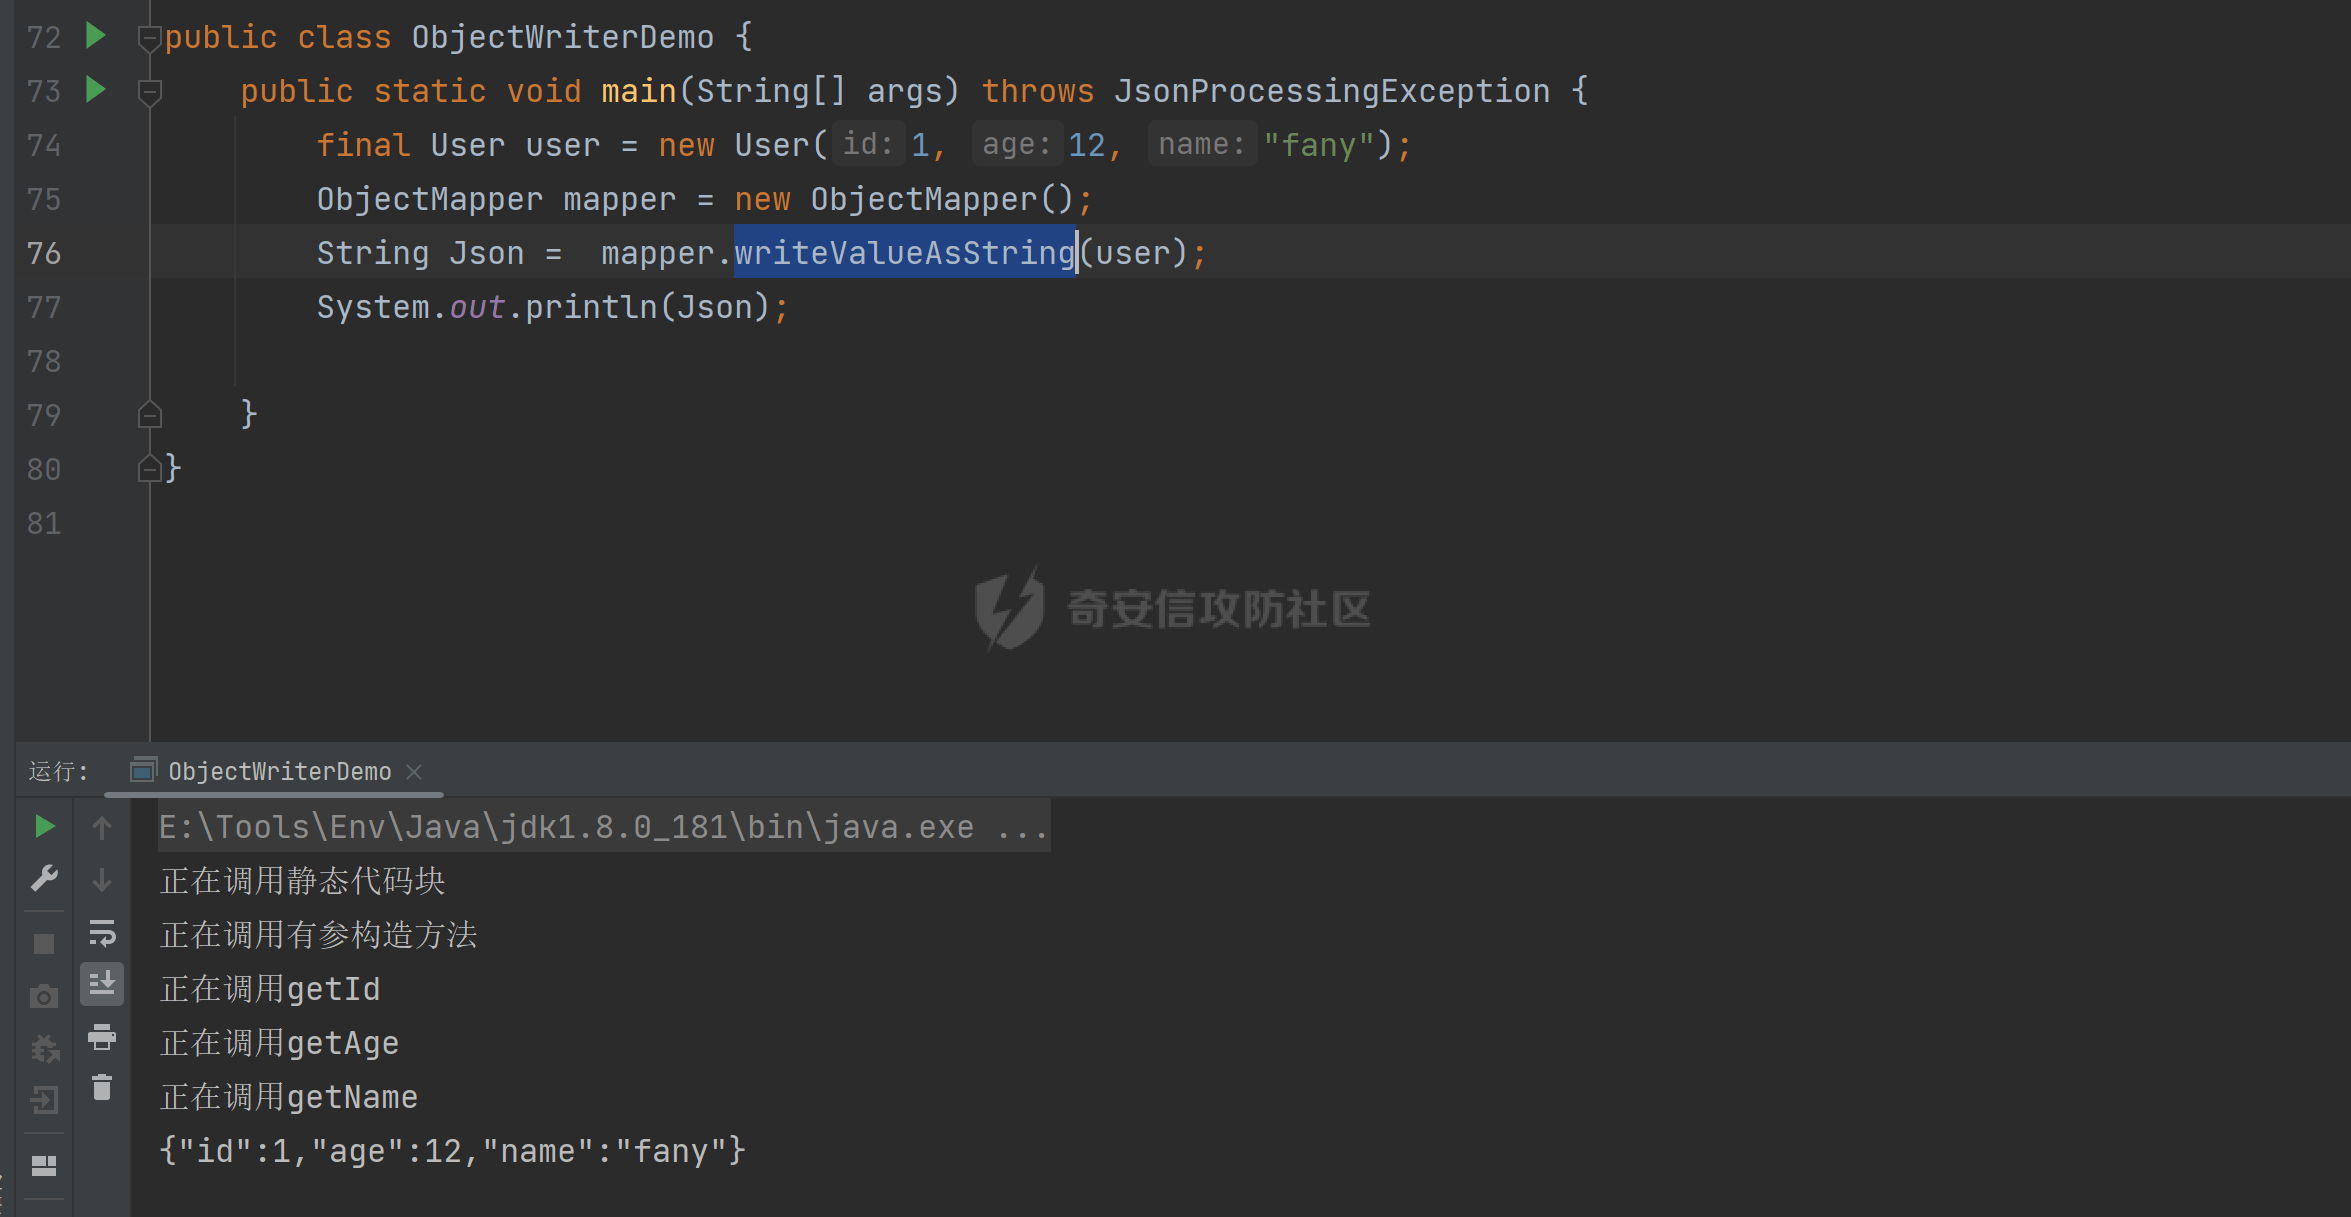 72 public class ObjectWriterDemo {
73     public static void main(String[] args) throws JsonProcessingException {
74         final User user = new User( id: 1,  age: 12,  name: "fany");
75         ObjectMapper mapper = new ObjectMapper();
76         String Json =  mapper.writeValueAsString(user);
77         System.out.println(Json);
78
79     }
80 }
81
奇安信攻防社区
运行: ObjectWriterDemo
E:\Tools\Env\Java\jdk1.8.0_181\bin\java.exe ...
正在调用静态代码块
正在调用有参构造方法
正在调用getId
正在调用getAge
正在调用getName
{"id":1,"age":12,"name":"fany"}